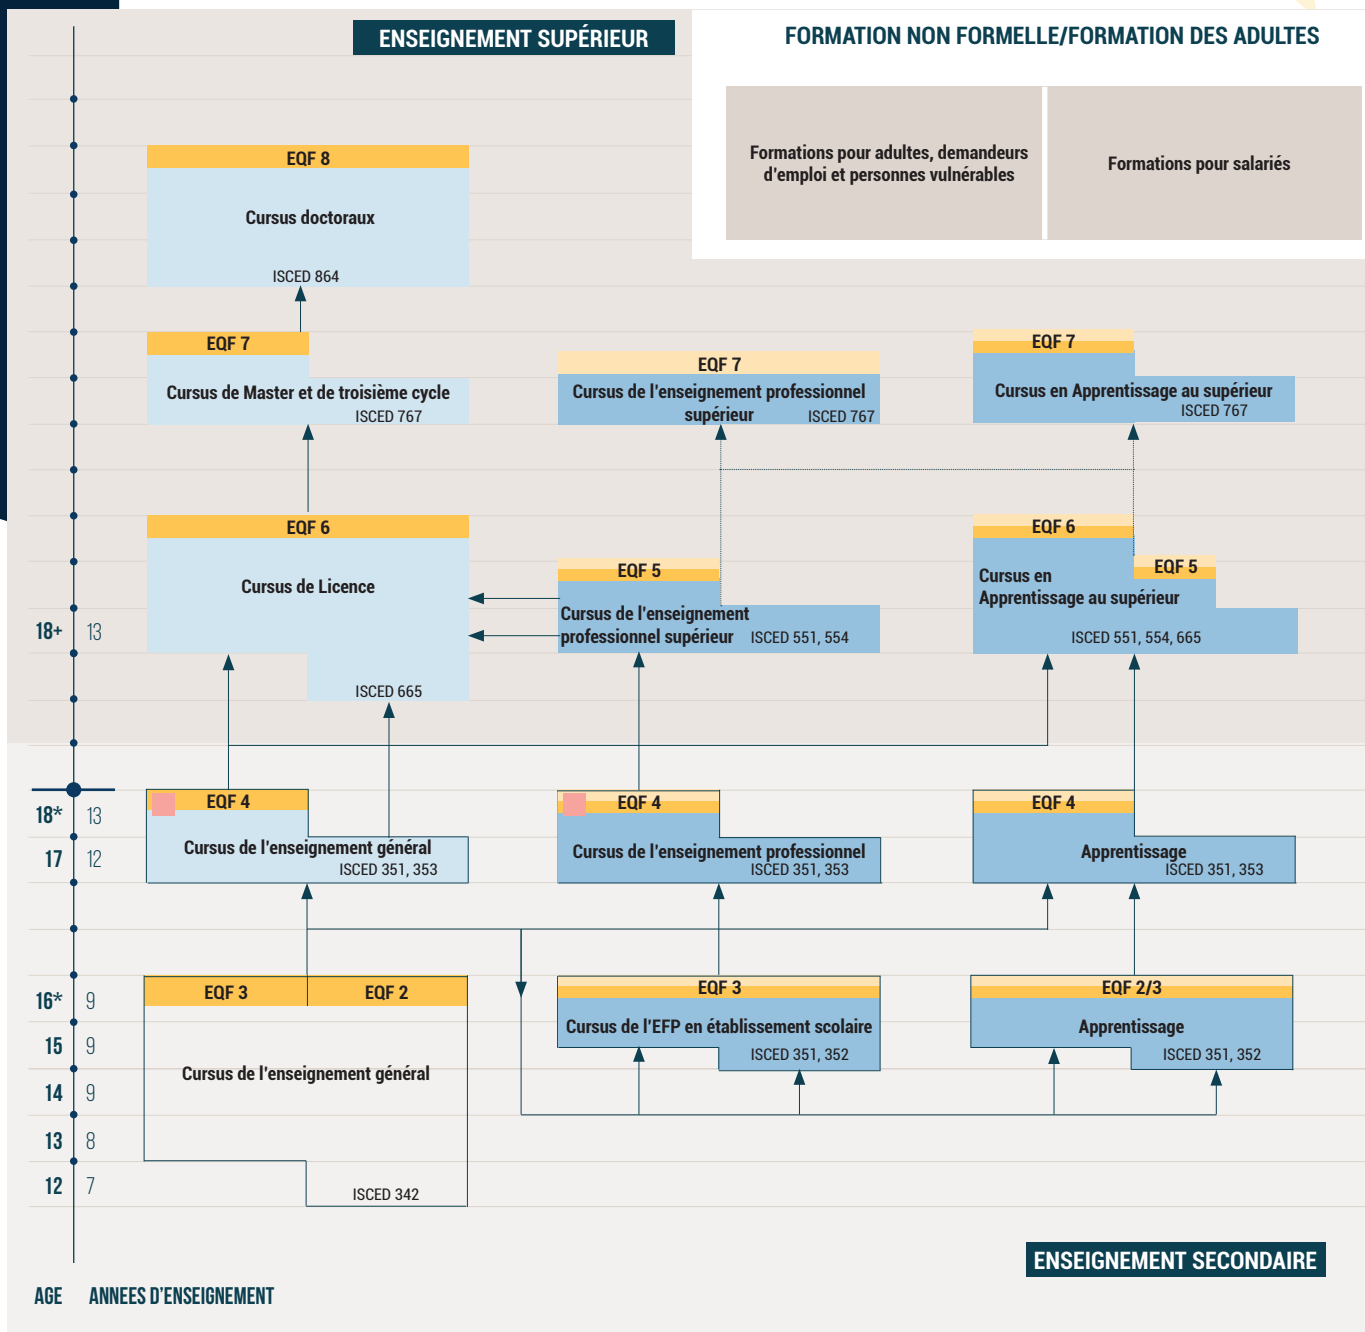 ENSEIGNEMENT SUPÉRIEUR
FORMATION NON FORMELLE/FORMATION DES ADULTES
Formations pour adultes, demandeurs
d'emploi et personnes vulnérables
Formations pour salariés
EQF 8
Cursus doctoraux
ISCED 864
EQF 7
Cursus de Master et de troisième cycle
ISCED 767
EQF 7
Cursus de l'enseignement professionnel
supérieur
ISCED 767
EQF 7
Cursus en Apprentissage au supérieur
ISCED 767
EQF 6
Cursus de Licence
ISCED 665
EQF 5
Cursus de l'enseignement
professionnel supérieur
ISCED 551, 554
EQF 6
EQF 5
Cursus en
Apprentissage au supérieur
ISCED 551, 554, 665
18+ 13
EQF 4
Cursus de l'enseignement général
ISCED 351, 353
EQF 4
Cursus de l'enseignement professionnel
ISCED 351, 353
EQF 4
Apprentissage
ISCED 351, 353
18* 13
17 12
EQF 3
EQF 2
Cursus de l'enseignement général
ISCED 342
EQF 3
Cursus de l'EFP en établissement scolaire
ISCED 351, 352
EQF 2/3
Apprentissage
ISCED 351, 352
16* 9
15 9
14 9
13 8
12 7
ENSEIGNEMENT SECONDAIRE
AGE
ANNEES D'ENSEIGNEMENT